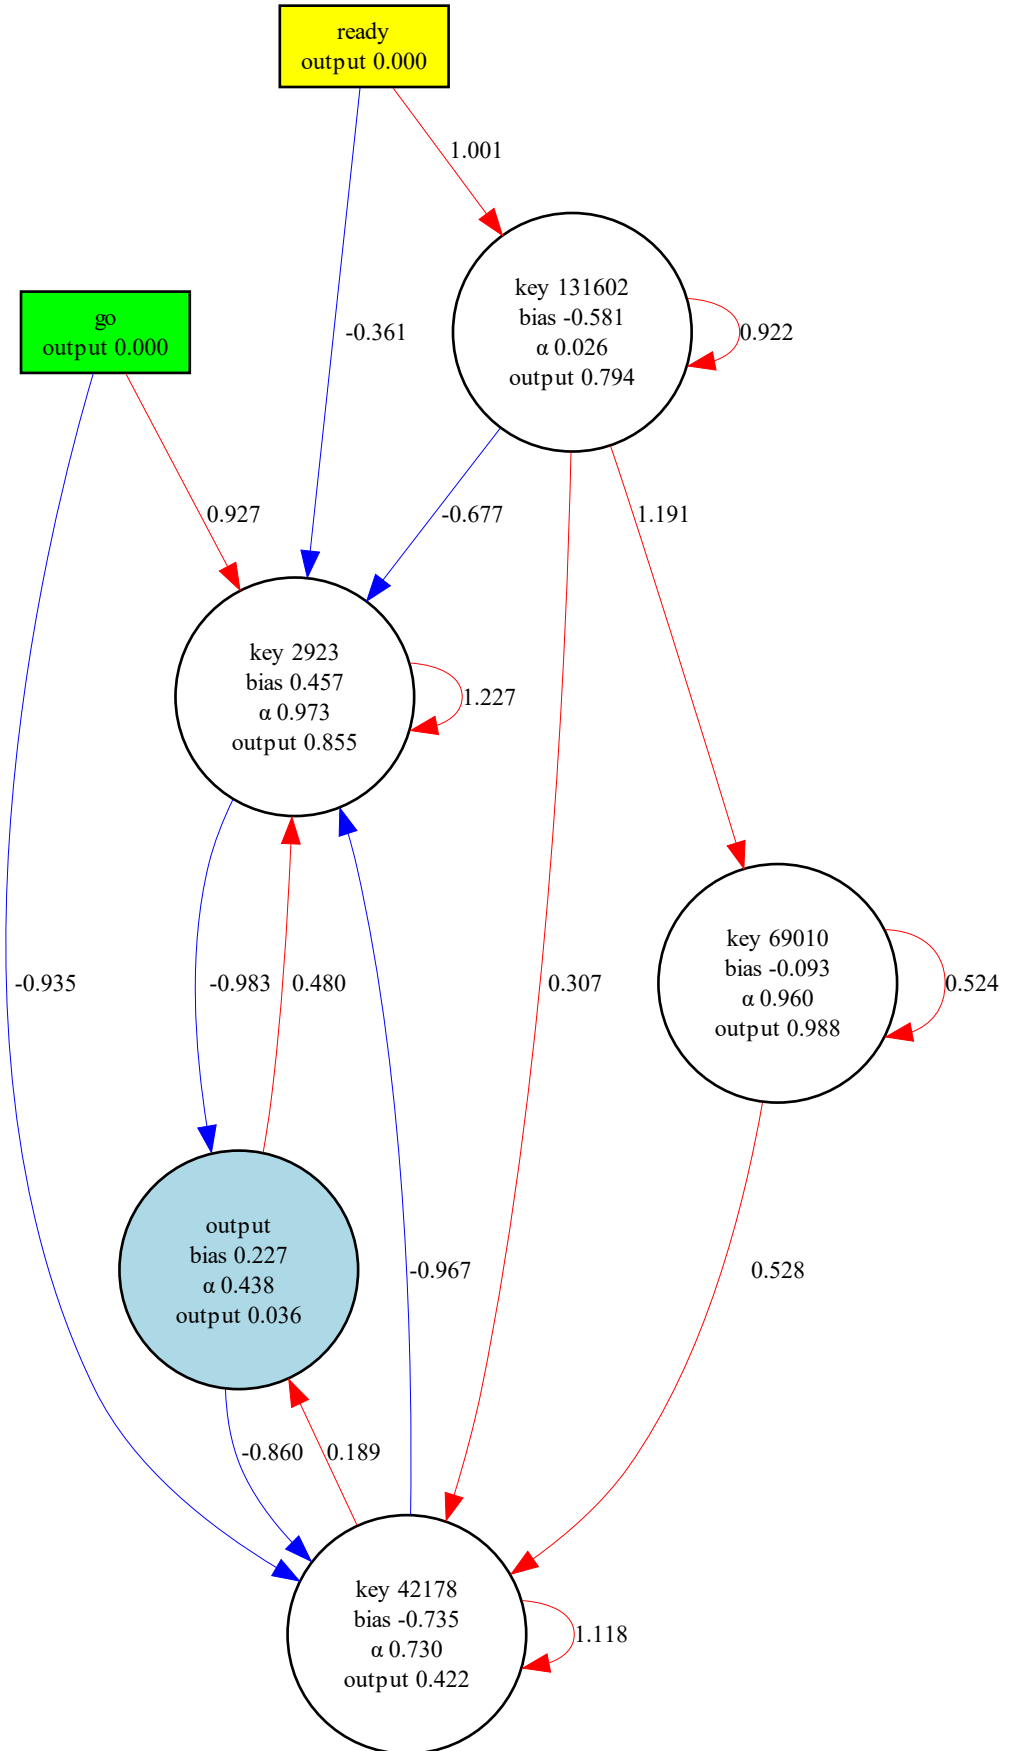 ready
output 0.000
1.001
key 131602
bias -0.581
α 0.026
output 0.794
0.922
go
output 0.000
-0.361
0.927
-0.677
1.191
key 2923
bias 0.457
α 0.973
output 0.855
1.227
key 69010
bias -0.093
α 0.960
output 0.988
0.524
-0.935
-0.983
0.480
0.307
output
bias 0.227
α 0.438
output 0.036
-0.967
0.528
-0.860
0.189
key 42178
bias -0.735
α 0.730
output 0.422
1.118